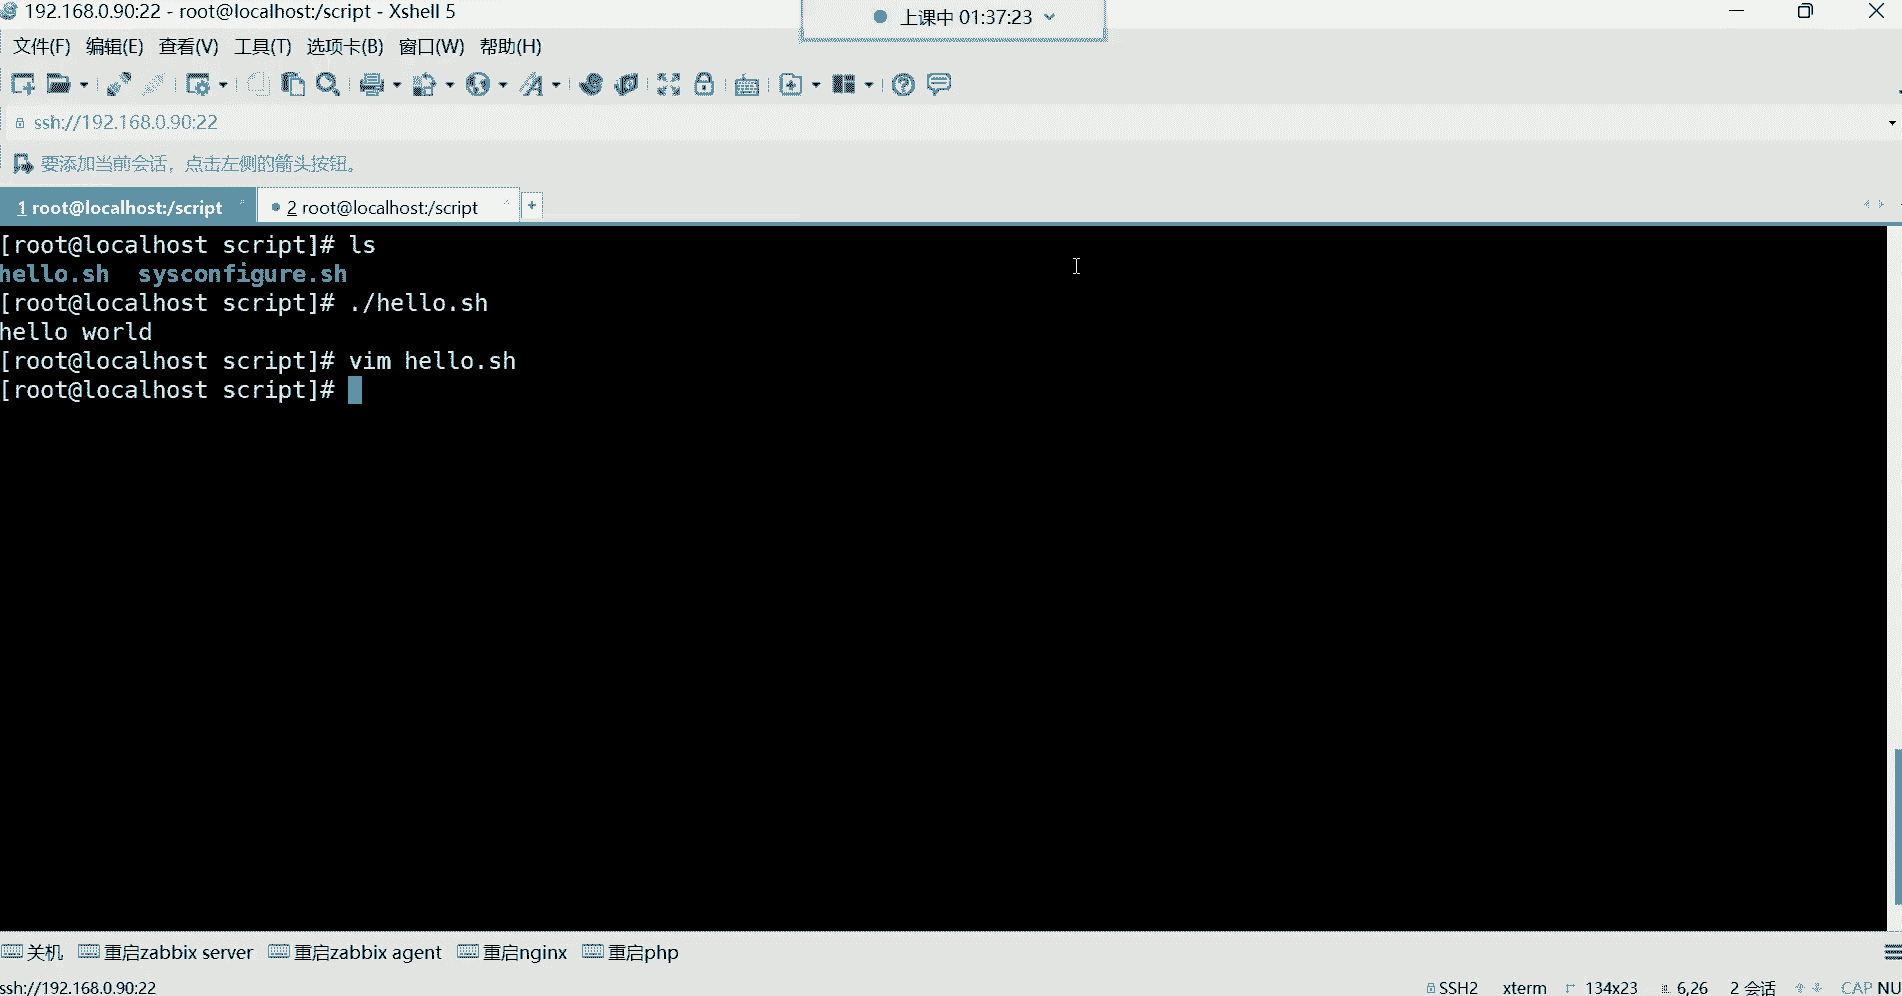 192.168.0.90:22 - root@localhost:/script - Xshell 5
上课中 01:37:23
文件(F) 编辑(E) 查看(V) 工具(T) 选项卡(B) 窗口(W) 帮助(H)
ssh://192.168.0.90:22
要添加当前会话，点击左侧的箭头按钮。
1 root@localhost:/script
2 root@localhost:/script
[root@localhost script]# ls
hello.sh  sysconfigure.sh
[root@localhost script]# ./hello.sh
hello world
[root@localhost script]# vim hello.sh
[root@localhost script]#
关机 重启zabbix server 重启zabbix agent 重启nginx 重启php
ssh://192.168.0.90:22 SSH2 xterm 134x23 6,26 2 会话 CAP NU